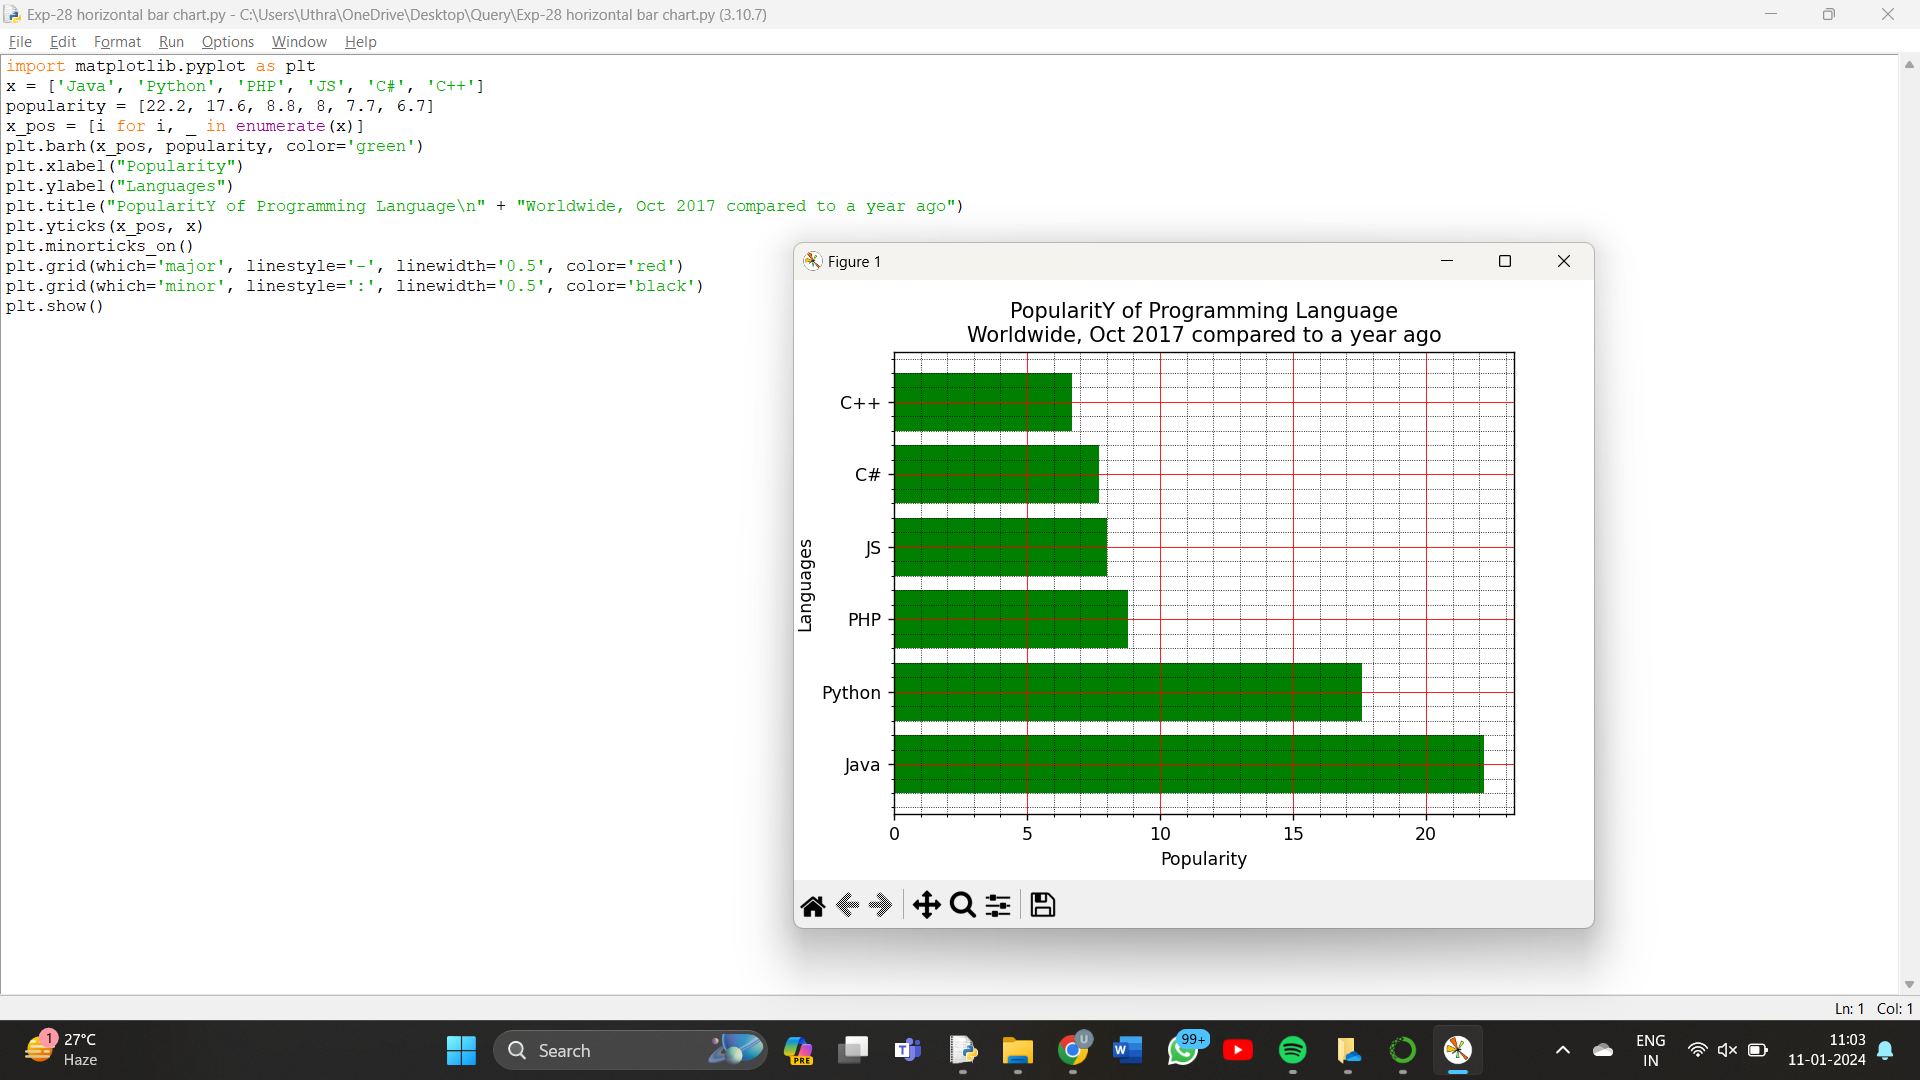 Exp-28 horizontal bar chart.py - C:\Users\Uthra\OneDrive\Desktop\Query\Exp-28 horizontal bar chart.py (3.10.7)
File Edit Format Run Options Window Help
import matplotlib.pyplot as plt
x = ['Java', 'Python', 'PHP', 'JS', 'C#', 'C++']
popularity = [22.2, 17.6, 8.8, 8, 7.7, 6.7]
x_pos = [i for i, _ in enumerate(x)]
plt.barh(x_pos, popularity, color='green')
plt.xlabel("Popularity")
plt.ylabel("Languages")
plt.title("PopularitY of Programming Language\n" + "Worldwide, Oct 2017 compared to a year ago")
plt.yticks(x_pos, x)
plt.minorticks_on()
plt.grid(which='major', linestyle='-', linewidth='0.5', color='red')
plt.grid(which='minor', linestyle=':', linewidth='0.5', color='black')
plt.show()
Figure 1
PopularitY of Programming Language
Worldwide, Oct 2017 compared to a year ago
C++
C#
JS
PHP
Python
Java
Languages
0 5 10 15 20
Popularity
Ln: 1 Col: 1
1
27°C
Haze
Search
PRE
T
U
W
99+
ENG
IN
11:03
11-01-2024